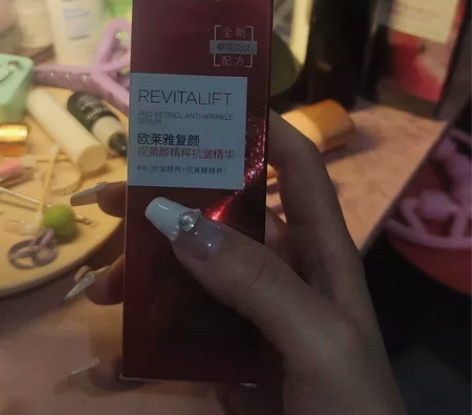 全新
配方
REVITALIFT
PRO-RETINOL ANTI-WRINKLE
SERUM
欧莱雅复颜
视黄醇精粹抗皱精华